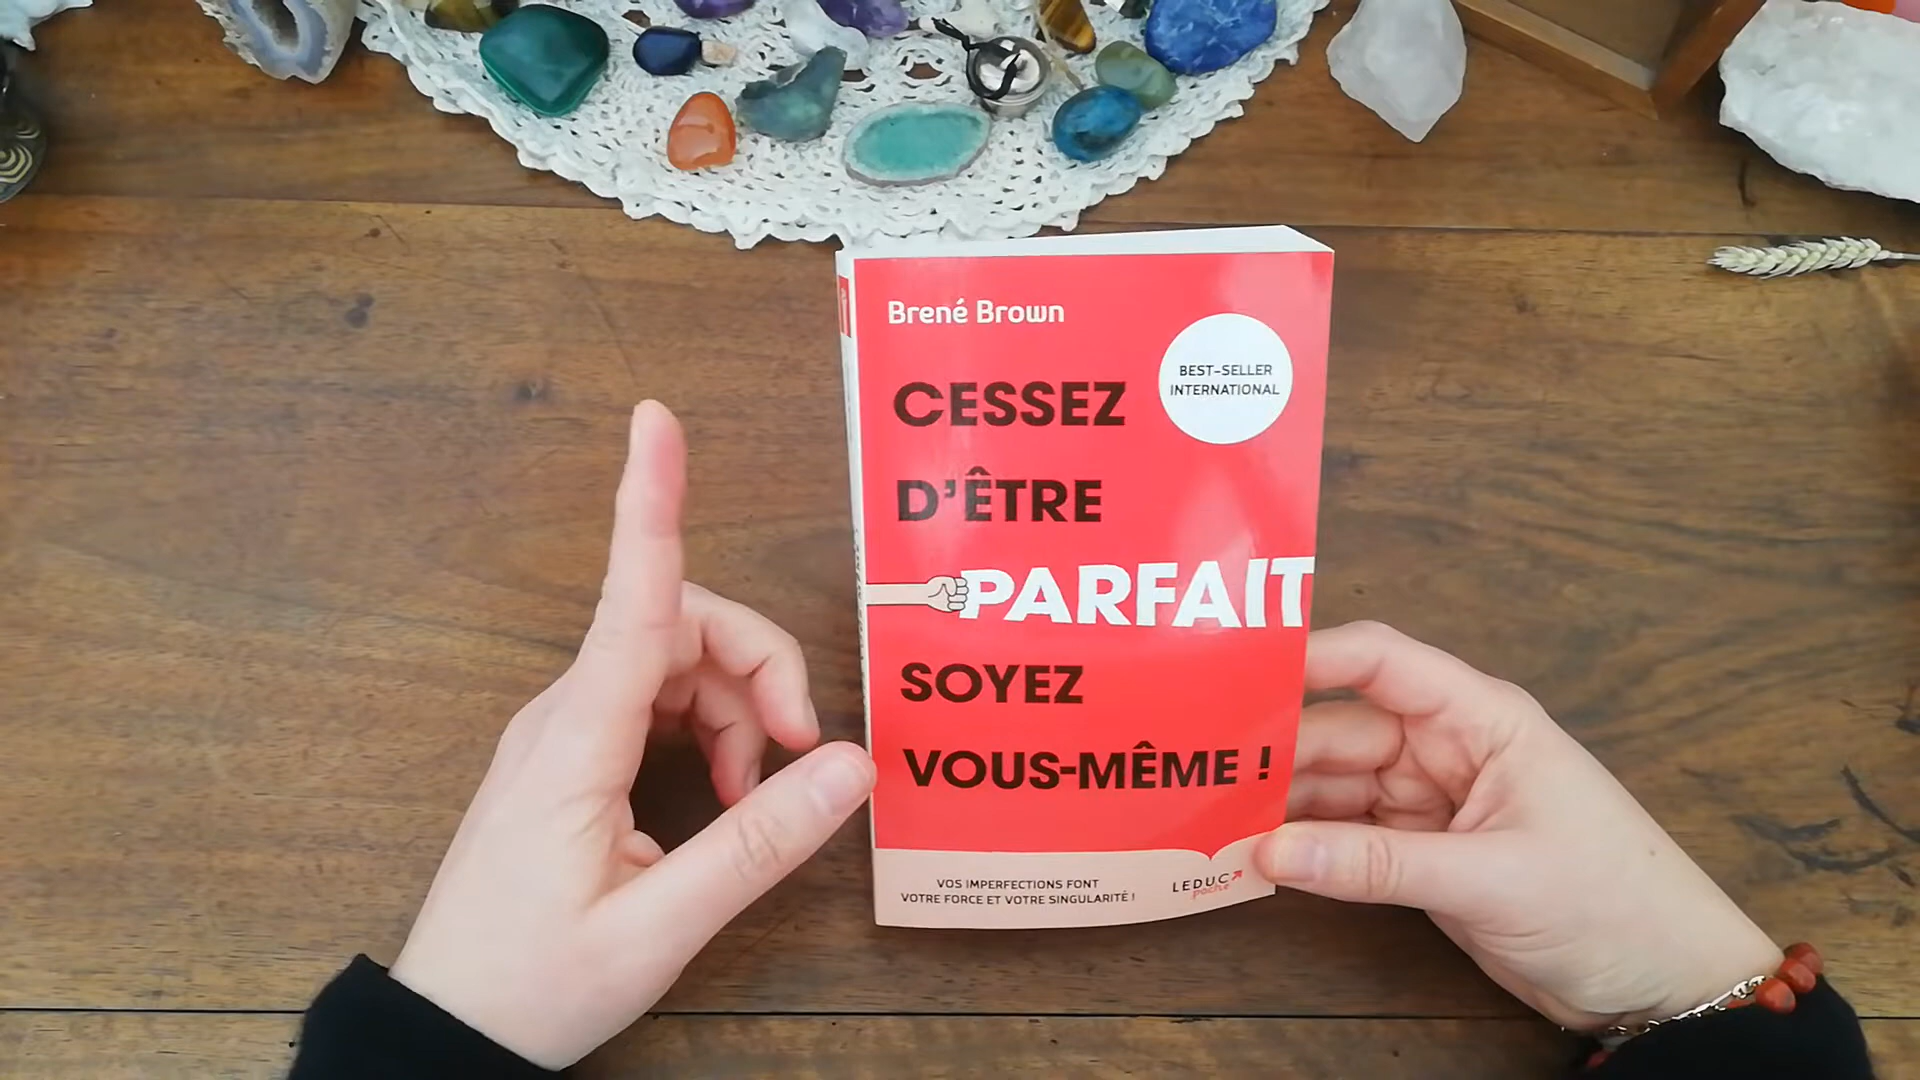 Brené Brown
BEST-SELLER
INTERNATIONAL
CESSEZ
D'ÊTRE
PARFAIT
SOYEZ
VOUS-MÊME !
VOS IMPERFECTIONS FONT
VOTRE FORCE ET VOTRE SINGULARITÉ !
LEDUC
poche